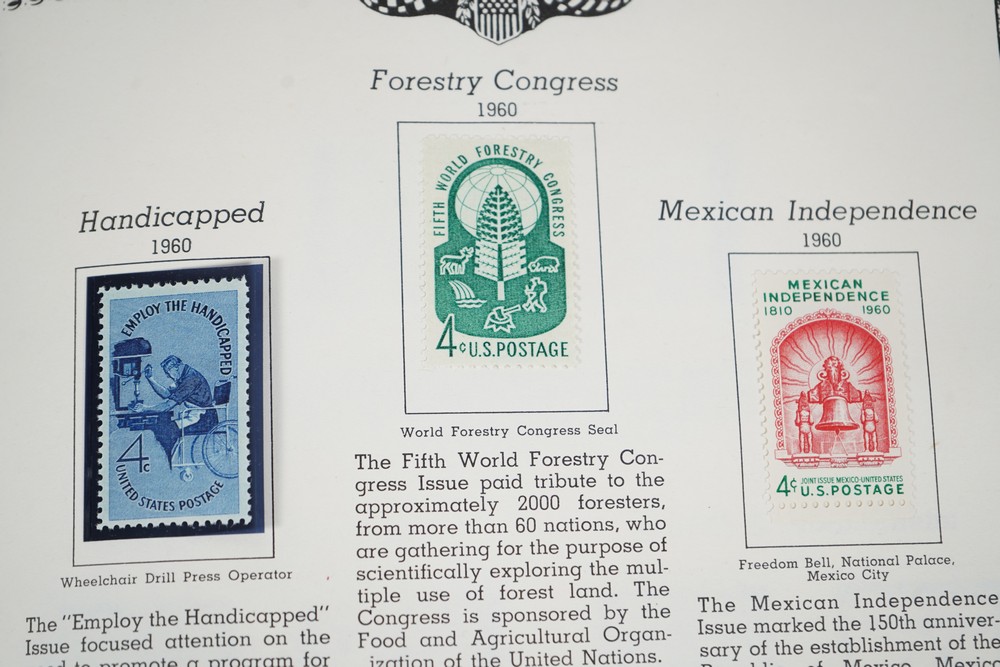 Forestry Congress
1960
FIFTH WORLD FORESTRY CONGRESS
4¢ U.S. POSTAGE
World Forestry Congress Seal
The Fifth World Forestry Con-
gress Issue paid tribute to the
approximately 2000 foresters,
from more than 60 nations, who
are gathering for the purpose of
scientifically exploring the mul-
tiple use of forest land. The
Congress is sponsored by the
Food and Agricultural Organ-
ization of the United Nations.
Handicapped
1960
EMPLOY THE HANDICAPPED
4c
UNITED STATES POSTAGE
Wheelchair Drill Press Operator
The "Employ the Handicapped"
Issue focused attention on the
to promote a program for
Mexican Independence
1960
MEXICAN
INDEPENDENCE
1810 1960
4¢ JOINT ISSUE MEXICO-UNITED STATES
U.S. POSTAGE
Freedom Bell, National Palace,
Mexico City
The Mexican Independence
Issue marked the 150th anniver-
sary of the establishment of the